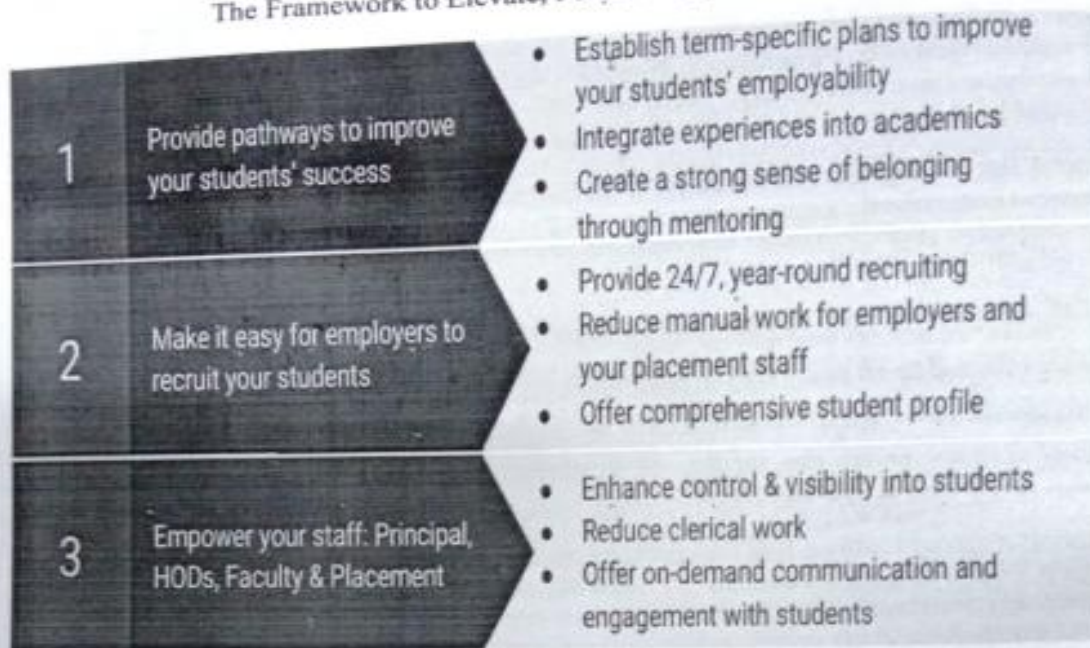 The Framework to Elevate,
1
Provide pathways to improve
your students' success
• Establish term-specific plans to improve
your students' employability
• Integrate experiences into academics
• Create a strong sense of belonging
through mentoring
2
Make it easy for employers to
recruit your students
• Provide 24/7, year-round recruiting
• Reduce manual work for employers and
your placement staff
• Offer comprehensive student profile
3
Empower your staff: Principal,
HODs, Faculty & Placement
• Enhance control & visibility into students
• Reduce clerical work
• Offer on-demand communication and
engagement with students